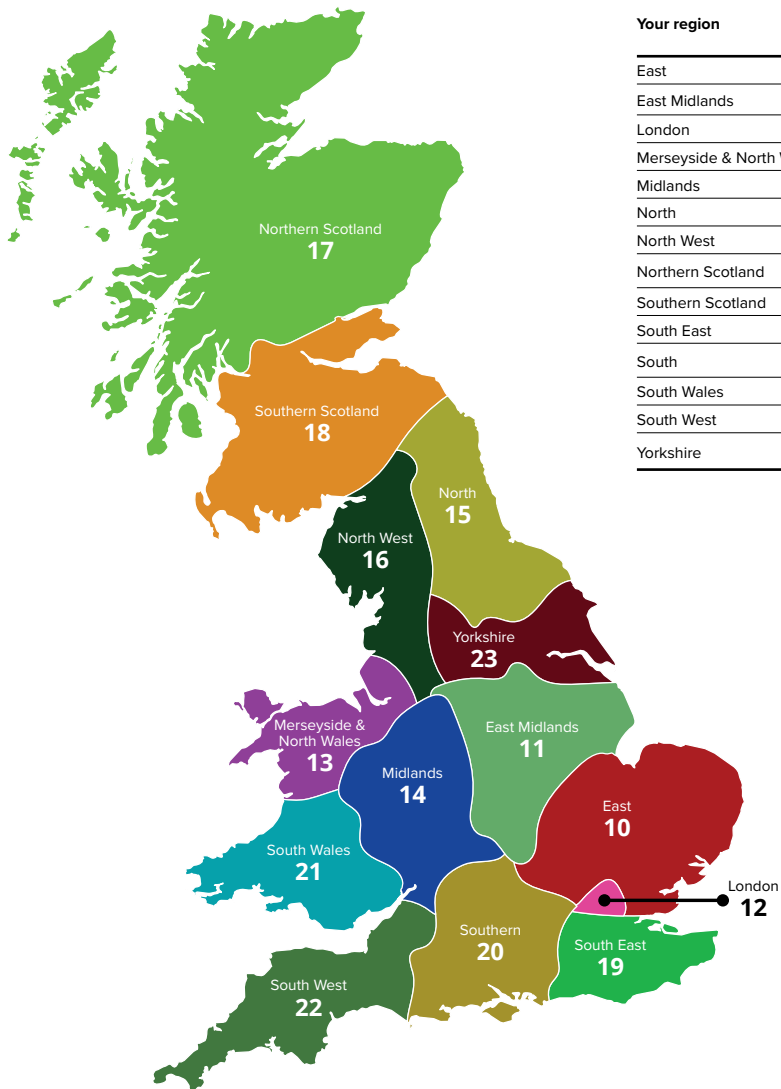 Your region
East
East Midlands
London
Merseyside & North
Midlands
North
North West
Northern Scotland
Southern Scotland
South East
South
South Wales
South West
Yorkshire
Northern Scotland
17
Southern Scotland
18
North
15
North West
16
Yorkshire
23
Merseyside &
North Wales
13
East Midlands
11
Midlands
14
East
10
South Wales
21
London
12
Southern
20
South East
19
South West
22